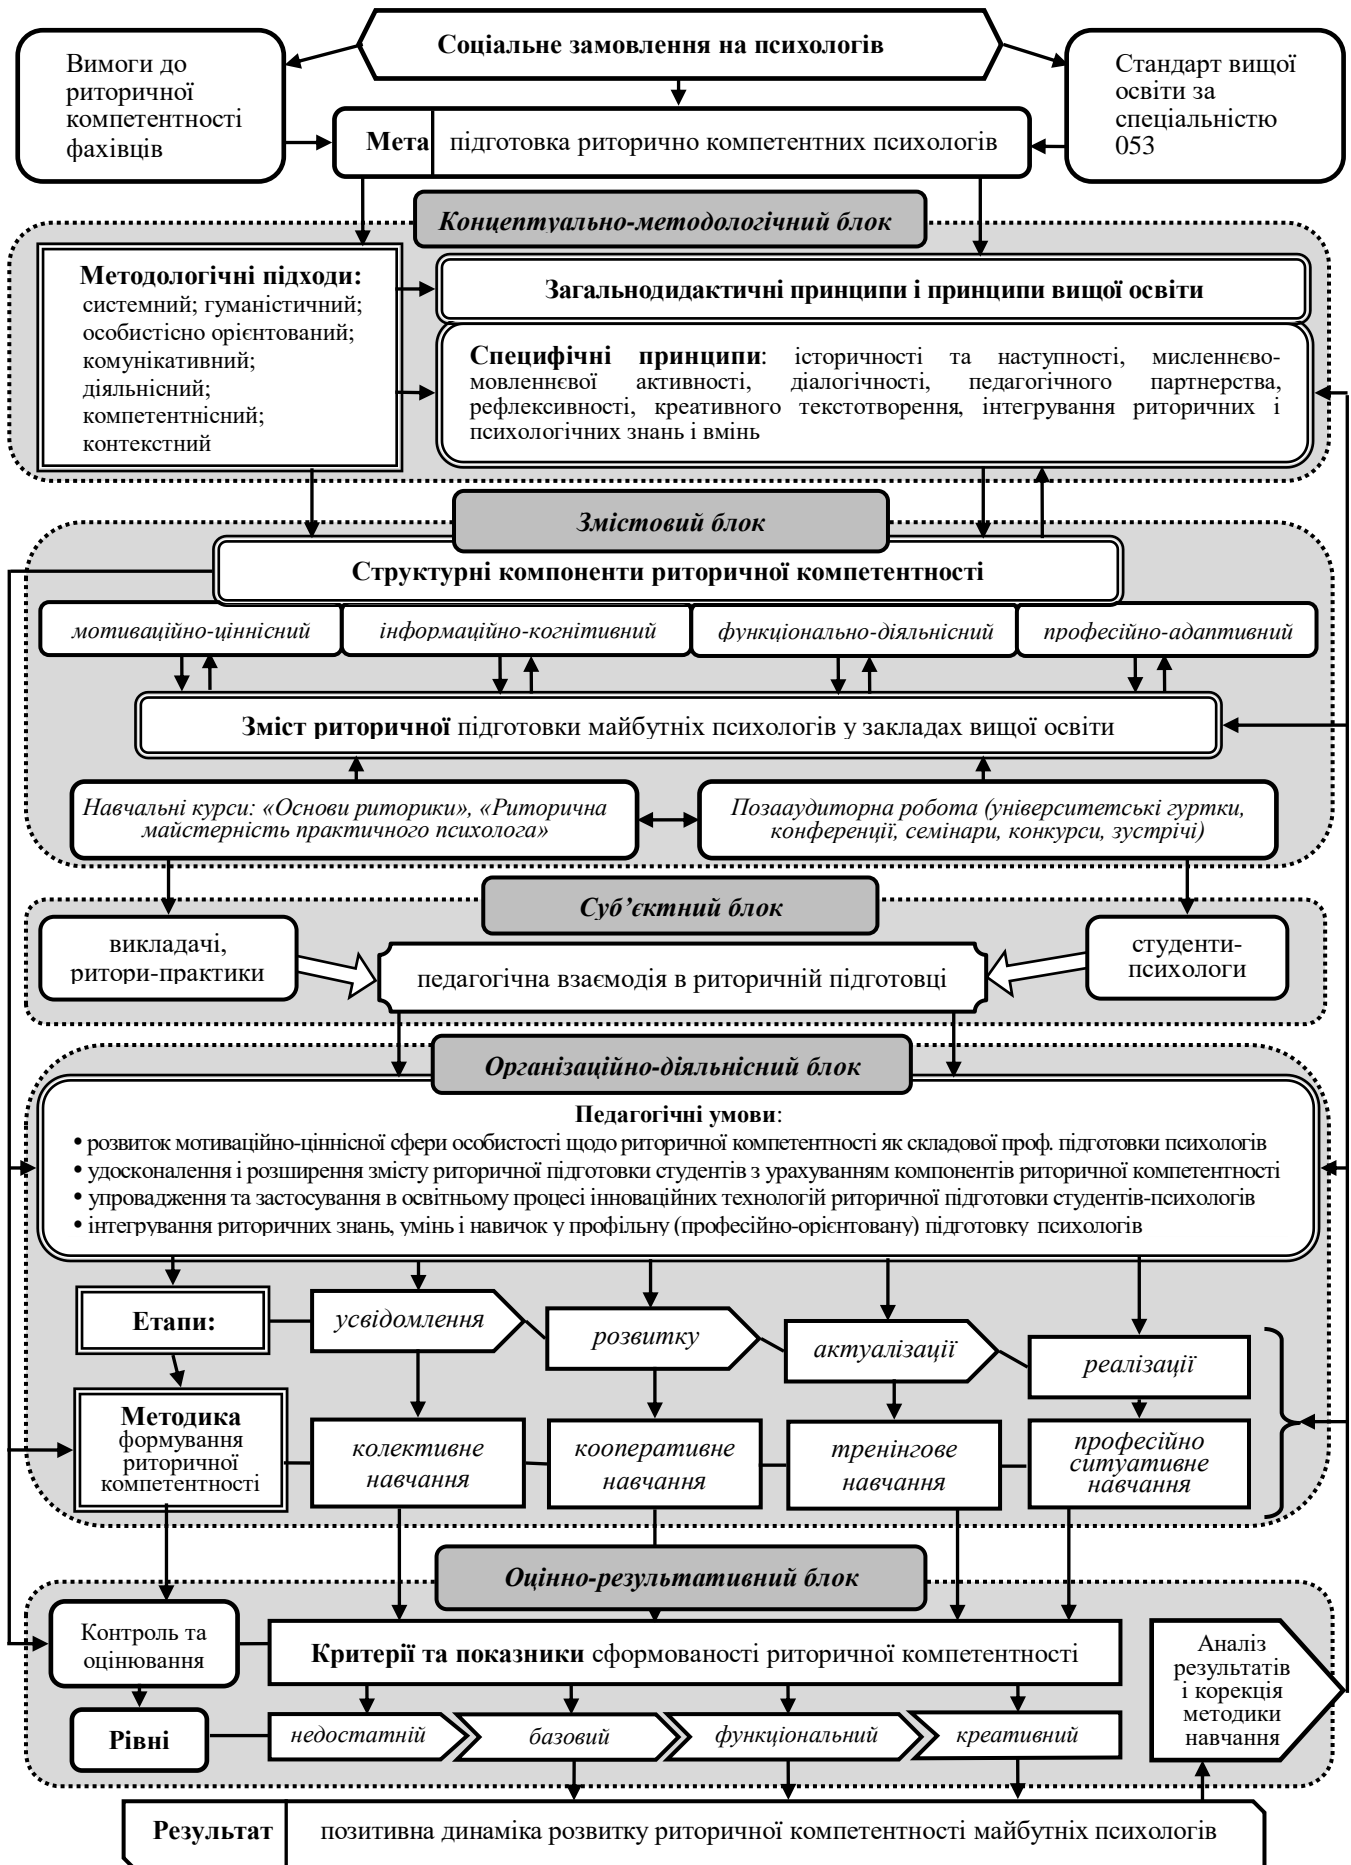 Соціальне замовлення на психологів
Вимоги до
риторичної
компетентності
фахівців
Стандарт вищої
освіти за
спеціальністю
053
Мета підготовка риторично компетентних психологів
Концептуально-методологічний блок
Методологічні підходи:
системний; гуманістичний;
особистісно орієнтований;
комунікативний;
діяльнісний;
компетентнісний;
контекстний
Загальнодидактичні принципи і принципи вищої освіти
Специфічні принципи: історичності та наступності, мисленнєво-
мовленнєвої активності, діалогічності, педагогічного партнерства,
рефлексивності, креативного текстотворення, інтегрування риторичних і
психологічних знань і вмінь
Змістовий блок
Структурні компоненти риторичної компетентності
мотиваційно-ціннісний
інформаційно-когнітивний
функціонально-діяльнісний
професійно-адаптивний
Зміст риторичної підготовки майбутніх психологів у закладах вищої освіти
Навчальні курси: «Основи риторики», «Риторична
майстерність практичного психолога»
Позааудиторна робота (університетські гуртки,
конференції, семінари, конкурси, зустрічі)
Суб’єктний блок
викладачі,
ритори-практики
педагогічна взаємодія в риторичній підготовці
студенти-
психологи
Організаційно-діяльнісний блок
Педагогічні умови:
• розвиток мотиваційно-ціннісної сфери особистості щодо риторичної компетентності як складової проф. підготовки психологів
• удосконалення і розширення змісту риторичної підготовки студентів з урахуванням компонентів риторичної компетентності
• упровадження та застосування в освітньому процесі інноваційних технологій риторичної підготовки студентів-психологів
• інтегрування риторичних знань, умінь і навичок у профільну (професійно-орієнтовану) підготовку психологів
Етапи:
усвідомлення
розвитку
актуалізації
реалізації
Методика
формування
риторичної
компетентності
колективне
навчання
кооперативне
навчання
тренінгове
навчання
професійно
ситуативне
навчання
Оцінно-результативний блок
Контроль та
оцінювання
Критерії та показники сформованості риторичної компетентності
Аналіз
результатів
і корекція
методики
навчання
Рівні
недостатній
базовий
функціональний
креативний
Результат позитивна динаміка розвитку риторичної компетентності майбутніх психологів